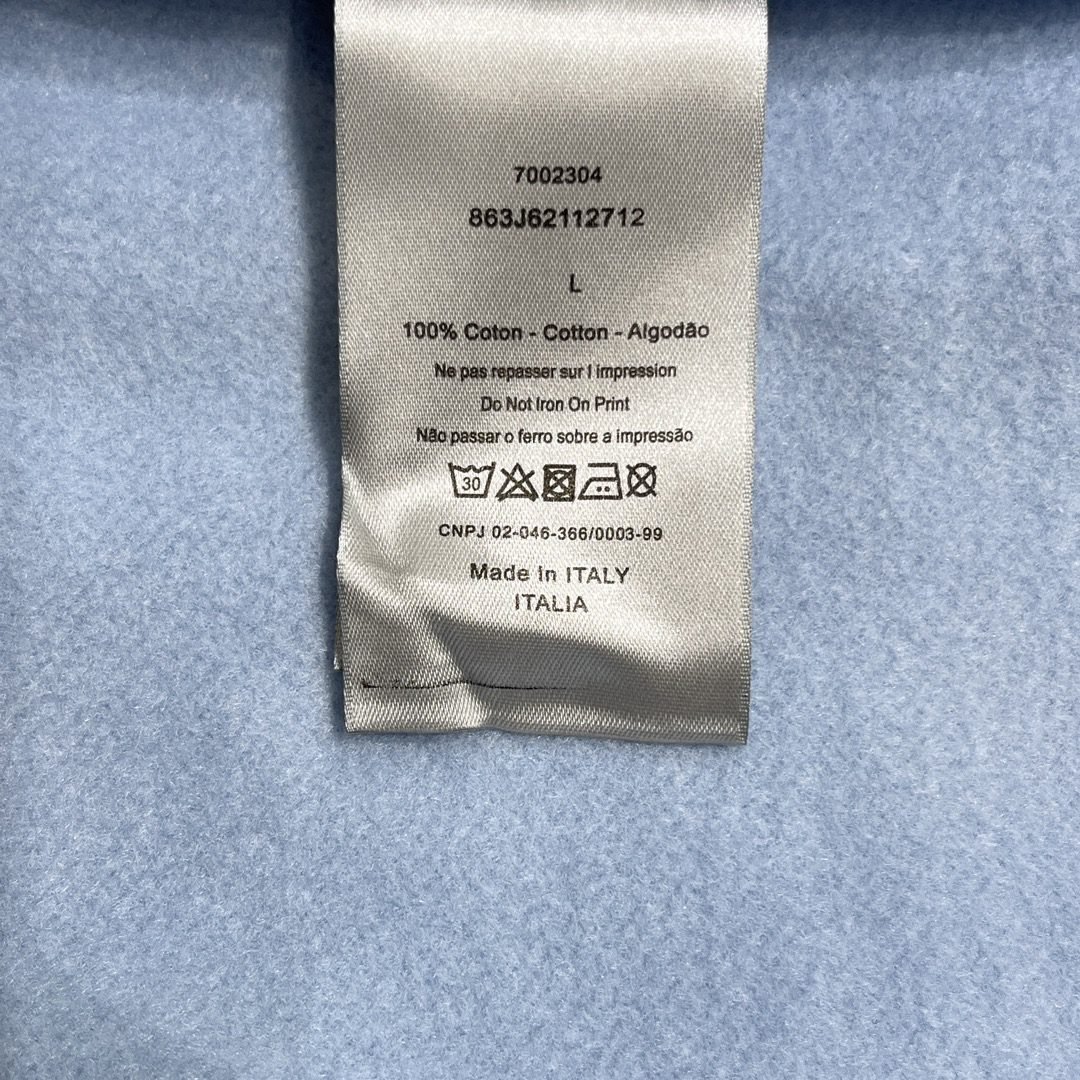 7002304
863J62112712
L
100% Coton - Cotton - Algodão
Ne pas repasser sur l impression
Do Not Iron On Print
Não passar o ferro sobre a impressão
30
CNPJ 02-046-366/0003-99
Made in ITALY
ITALIA